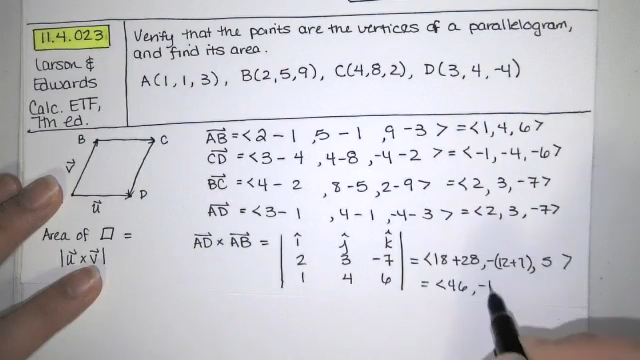 11.4.023
Larson &
Edwards
Calc. ETF,
7th ed.
Verify that the points are the vertices of a parallelogram,
and find its area.
A(1, 1, 3), B(2, 5, 9), C(4, 8, 2), D(3, 4, -4)
B C
v⃗
D
u⃗
AB⃗ = <2 - 1 , 5 - 1 , 9 - 3 > = <1, 4, 6>
CD⃗ = <3 - 4 , 4-8 , -4 - 2 > = <-1, -4, -6>
BC⃗ = <4 - 2 , 8-5 , 2-9 > = <2, 3, -7>
AD⃗ = <3 - 1 , 4 - 1 , -4 - 3 > = <2, 3, -7>
Area of ▱ =
|u⃗ x v⃗|
AD⃗ × AB⃗ = | î ĵ k̂ |
| 2 3 -7 | = <18 + 28, -(12+7), 5 >
| 1 4 6 | = <46, -1